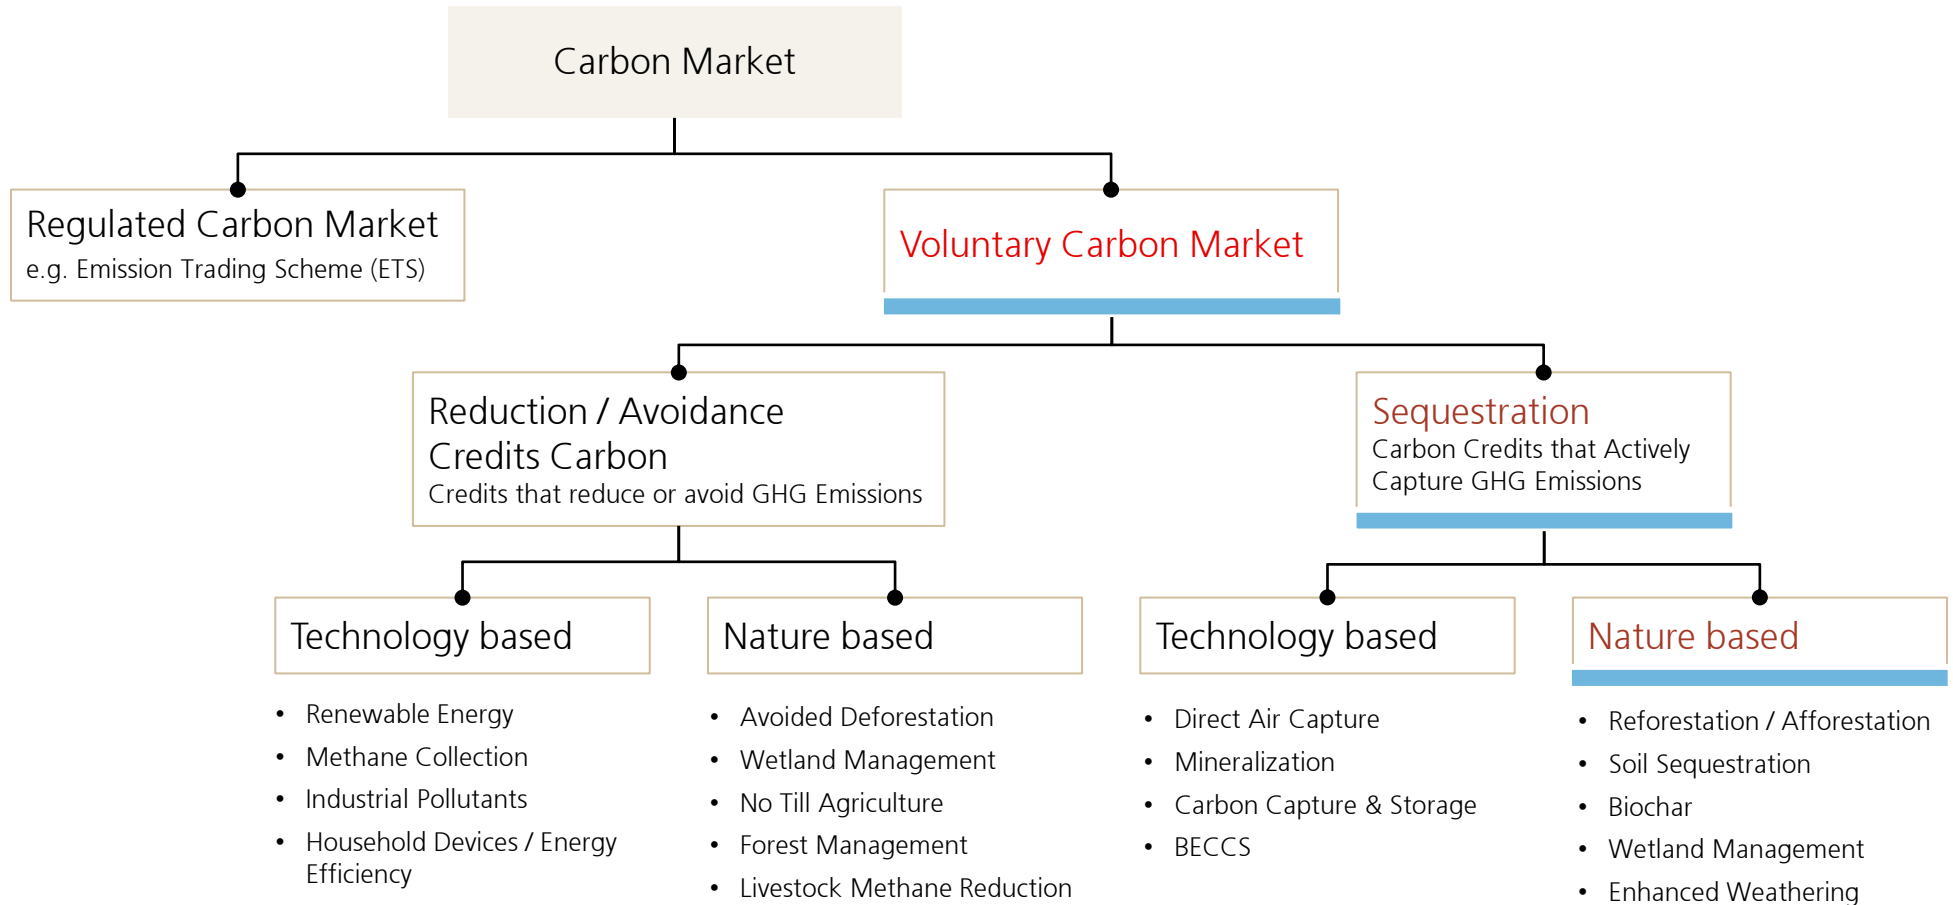 Carbon Market
Regulated Carbon Market
e.g. Emission Trading Scheme (ETS)
Voluntary Carbon Market
Reduction / Avoidance
Credits Carbon
Credits that reduce or avoid GHG Emissions
Sequestration
Carbon Credits that Actively
Capture GHG Emissions
Technology based
• Renewable Energy
• Methane Collection
• Industrial Pollutants
• Household Devices / Energy
Efficiency
Nature based
• Avoided Deforestation
• Wetland Management
• No Till Agriculture
• Forest Management
• Livestock Methane Reduction
Technology based
• Direct Air Capture
• Mineralization
• Carbon Capture & Storage
• BECCS
Nature based
• Reforestation / Afforestation
• Soil Sequestration
• Biochar
• Wetland Management
• Enhanced Weathering